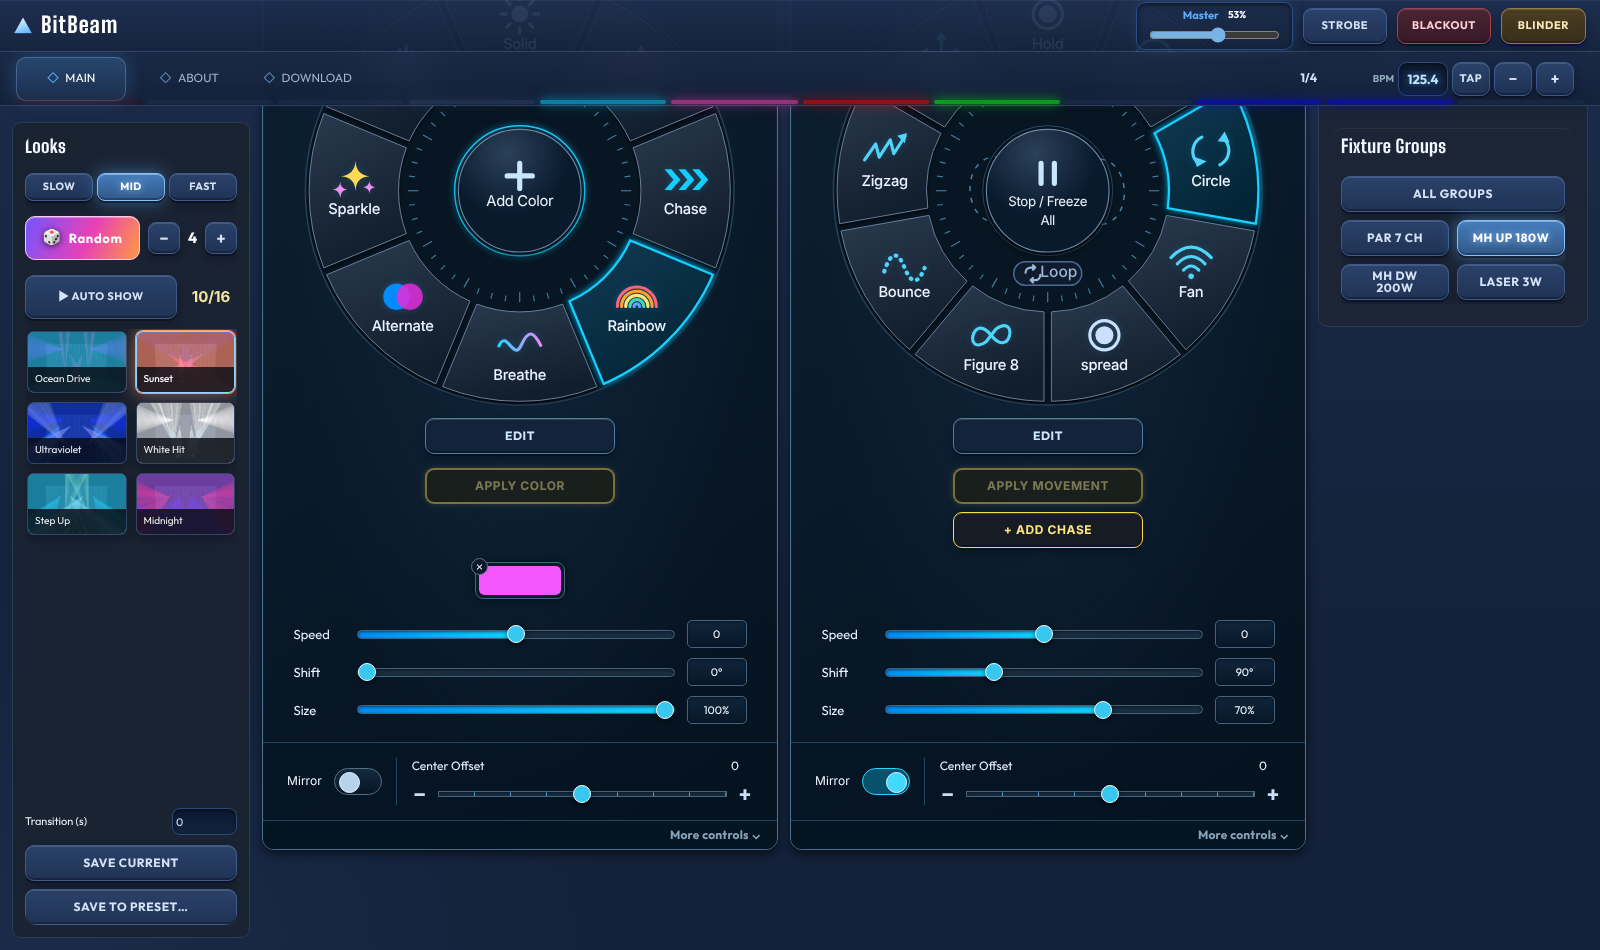 BitBeam
Solid
Hold
Master 53%
STROBE
BLACKOUT
BLINDER
MAIN
ABOUT
DOWNLOAD
1/4
BPM
125.4
TAP
−
+
Looks
SLOW
MID
FAST
Random
−
4
+
AUTO SHOW
10/16
Ocean Drive
Sunset
Ultraviolet
White Hit
Step Up
Midnight
Transition (s)
0
SAVE CURRENT
SAVE TO PRESET...
Sparkle
Add Color
Chase
Alternate
Rainbow
Breathe
EDIT
APPLY COLOR
Speed
0
Shift
0°
Size
100%
Mirror
Center Offset
0
−
+
More controls
Zigzag
Stop / Freeze
All
Circle
Loop
Bounce
Fan
Figure 8
spread
EDIT
APPLY MOVEMENT
+ ADD CHASE
Speed
0
Shift
90°
Size
70%
Mirror
Center Offset
0
−
+
More controls
Fixture Groups
ALL GROUPS
PAR 7 CH
MH UP 180W
MH DW
200W
LASER 3W